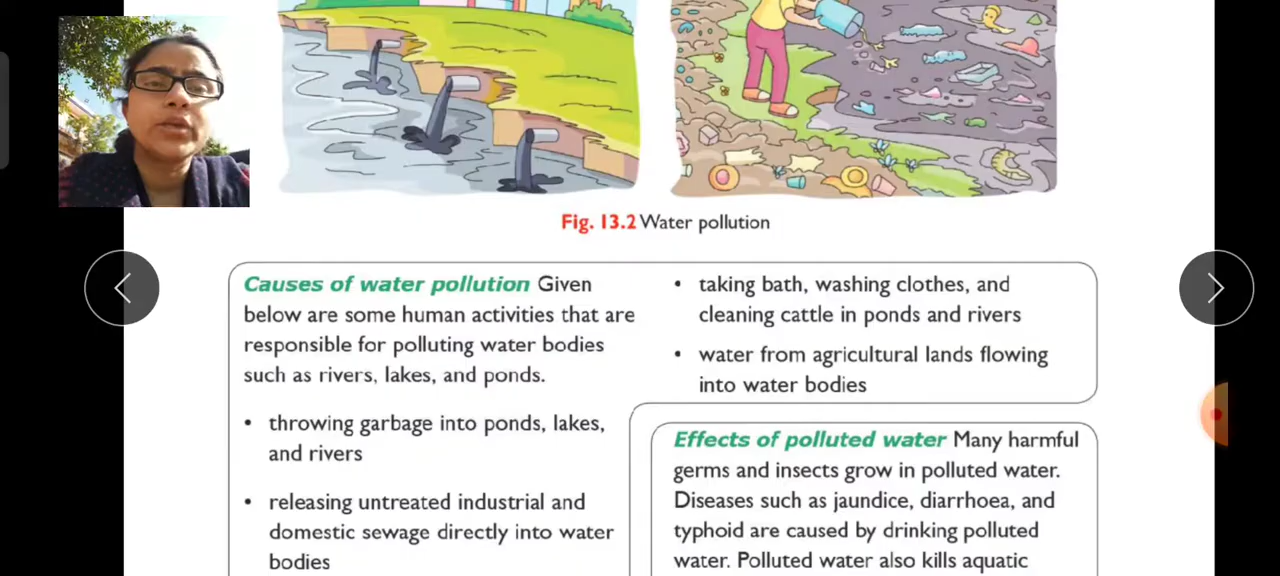 Fig. 13.2 Water pollution
Causes of water pollution Given
below are some human activities that are
responsible for polluting water bodies
such as rivers, lakes, and ponds.
• throwing garbage into ponds, lakes,
and rivers
• releasing untreated industrial and
domestic sewage directly into water
bodies
• taking bath, washing clothes, and
cleaning cattle in ponds and rivers
• water from agricultural lands flowing
into water bodies
Effects of polluted water Many harmful
germs and insects grow in polluted water.
Diseases such as jaundice, diarrhoea, and
typhoid are caused by drinking polluted
water. Polluted water also kills aquatic